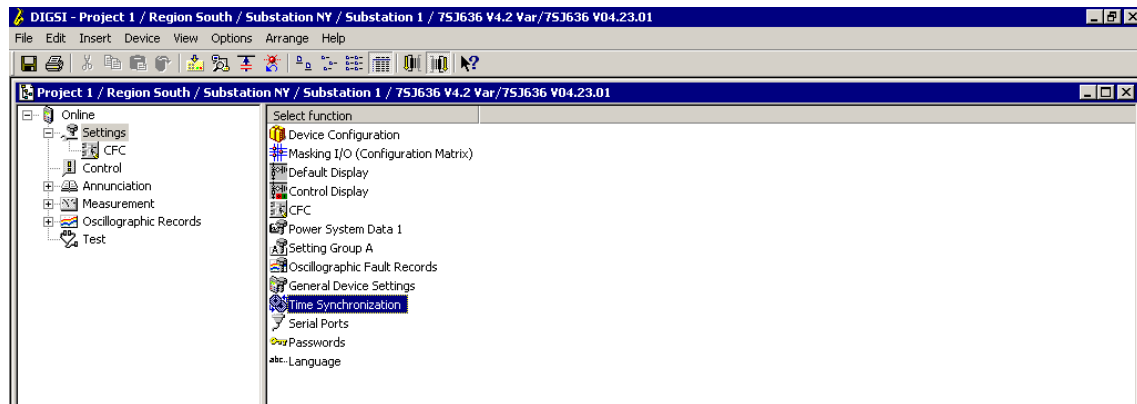 DIGSI - Project 1 / Region South / Substation NY / Substation 1 / 7SJ636 V4.2 Var/7SJ636 V04.23.01
File Edit Insert Device View Options Arrange Help
Project 1 / Region South / Substation NY / Substation 1 / 7SJ636 V4.2 Var/7SJ636 V04.23.01
Online
Settings
CFC
Control
Annunciation
Measurement
Oscillographic Records
Test
Select function
Device Configuration
Masking I/O (Configuration Matrix)
Default Display
Control Display
CFC
Power System Data 1
Setting Group A
Oscillographic Fault Records
General Device Settings
Time Synchronization
Serial Ports
Passwords
abc..Language